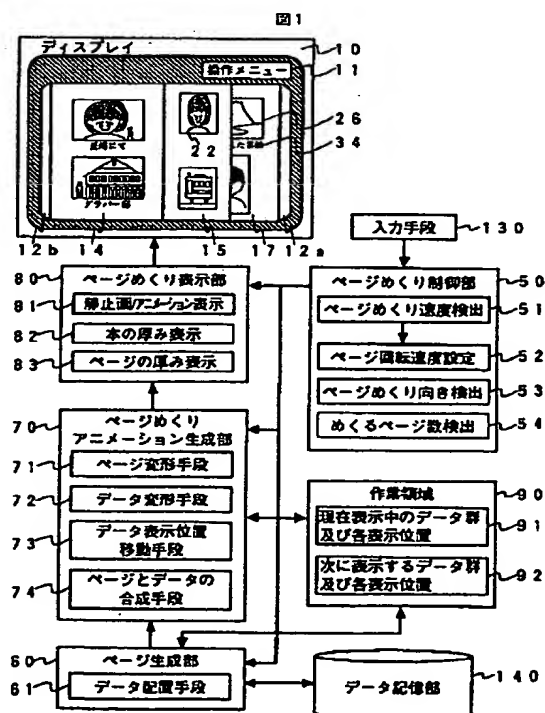 図1
ディスプレイ
10
操作メニュー
11
26
22
34
長崎にて
グラバー邸
12b
14
15
17
12a
入力手段
130
80
ページめくり表示部
81
静止画/アニメーション表示
82
本の厚み表示
83
ページの厚み表示
ページめくり制御部
50
ページめくり速度検出
51
ページ回転速度設定
52
ページめくり向き検出
53
めくるページ数検出
54
70
ページめくり
アニメーション生成部
71
ページ変形手段
72
データ変形手段
73
データ表示位置
移動手段
74
ページとデータの
合成手段
作業領域
90
現在表示中のデータ群
及び各表示位置
91
次に表示するデータ群
及び各表示位置
92
60
ページ生成部
61
データ配置手段
データ記憶部
140